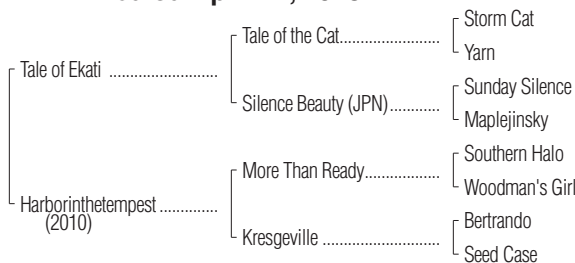 Storm Cat
Tale of the Cat........................
Yarn
Tale of Ekati ..........................
Sunday Silence
Silence Beauty (JPN)............
Maplejinsky
Southern Halo
More Than Ready..................
Woodman's Girl
Harborinthetempest ..............
(2010)
Bertrando
Kresgeville ............................
Seed Case